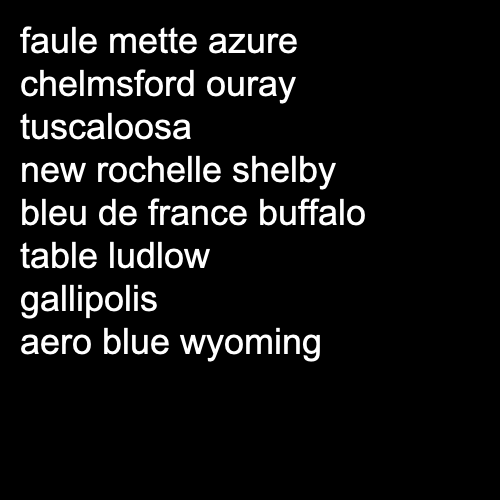 faule mette azure
chelmsford ouray
tuscaloosa
new rochelle shelby
bleu de france buffalo
table ludlow
gallipolis
aero blue wyoming